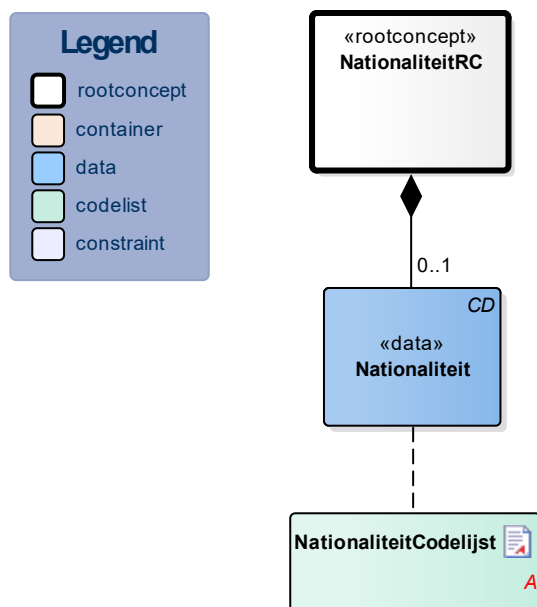 Legend
rootconcept
container
data
codelist
constraint
«rootconcept»
NationaliteitRC
0..1
CD
«data»
Nationaliteit
NationaliteitCodelijst
A